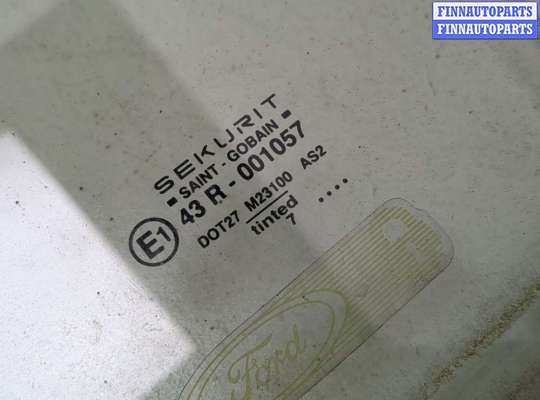 FINNAUTOPARTS
FINNAUTOPARTS
SEKURIT
SAINT-GOBAIN
E1 43 R-001057
DOT27 M23100 AS2
tinted ....
7
Ford